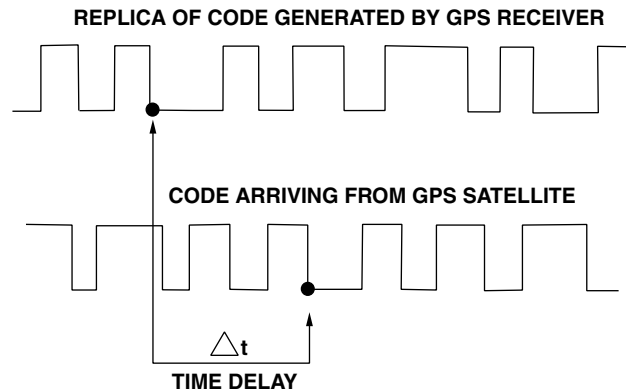 REPLICA OF CODE GENERATED BY GPS RECEIVER
CODE ARRIVING FROM GPS SATELLITE
△t
TIME DELAY